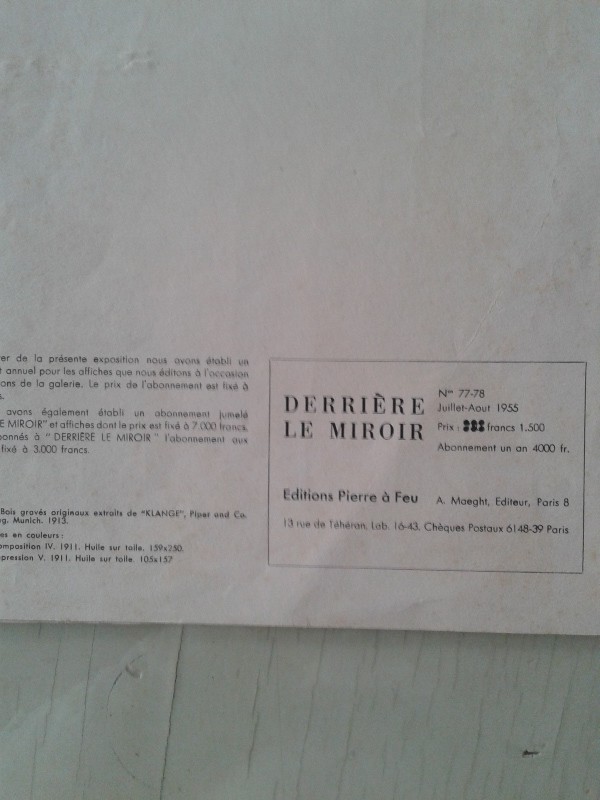 er de la présente exposition nous avons établi un
t annuel pour les affiches que nous éditons à l'occasion
ons de la galerie. Le prix de l'abonnement est fixé à
s.
avons également établi un abonnement jumelé
E MIROIR" et affiches dont le prix est fixé à 7.000 francs.
onnés à "DERRIÈRE LE MIROIR" l'abonnement aux
fixé à 3.000 francs.
Bois gravés originaux extraits de "KLANGE", Piper and Co.
ag. Munich. 1913.
es en couleurs :
omposition IV. 1911. Huile sur toile. 159x250.
pression V. 1911. Huile sur toile. 105x157
DERRIÈRE
LE MIROIR
Nos 77-78
Juillet-Aout 1955
Prix : francs 1.500
Abonnement un an 4000 fr.
Editions Pierre à Feu A. Maeght, Editeur, Paris 8
13 rue de Téhéran, Lab. 16-43, Chèques Postaux 6148-39 Paris